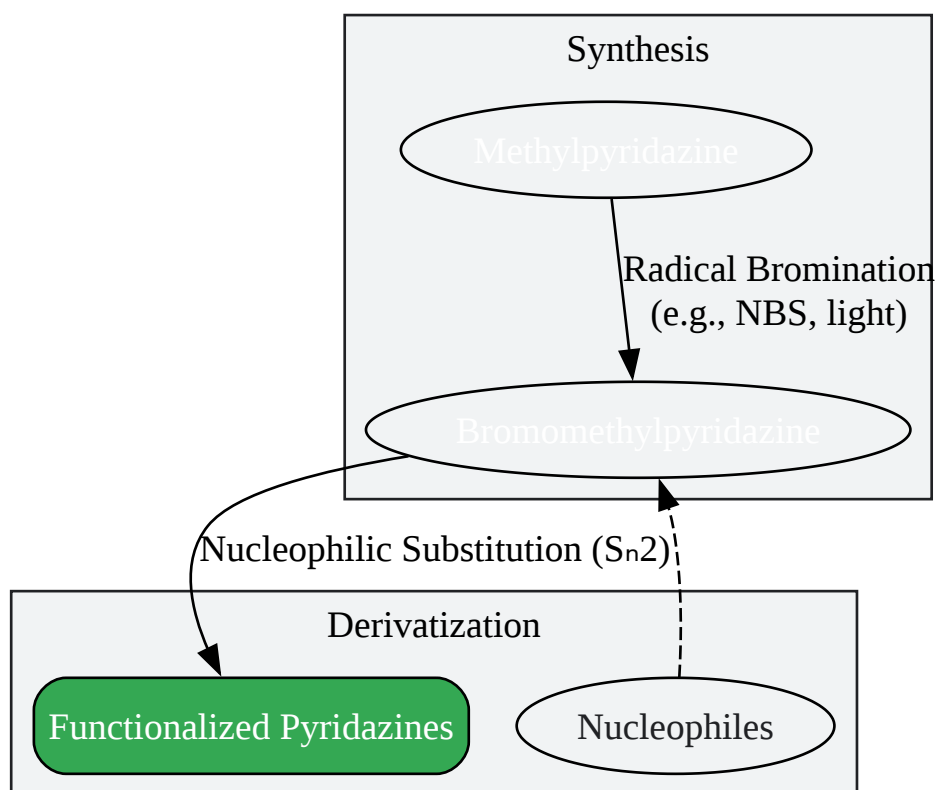 Synthesis
Methylpyridazine
Radical Bromination
(e.g., NBS, light)
Bromomethylpyridazine
Nucleophilic Substitution (Sₙ2)
Derivatization
Functionalized Pyridazines
Nucleophiles